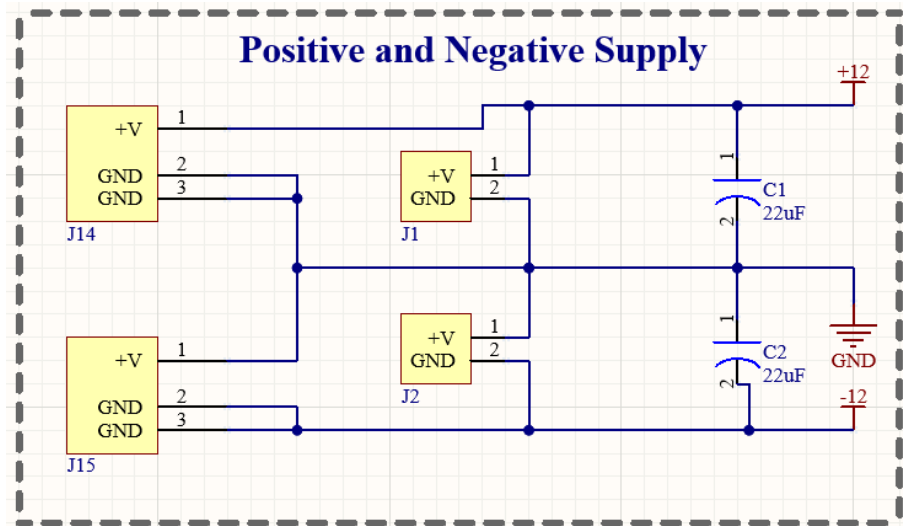 Positive and Negative Supply
+12
+V 1
GND 2
GND 3
J14
+V 1
GND 2
J1
1
C1
22uF
2
+V 1
GND 2
GND 3
J15
+V 1
GND 2
J2
1
C2
22uF
2
GND
-12